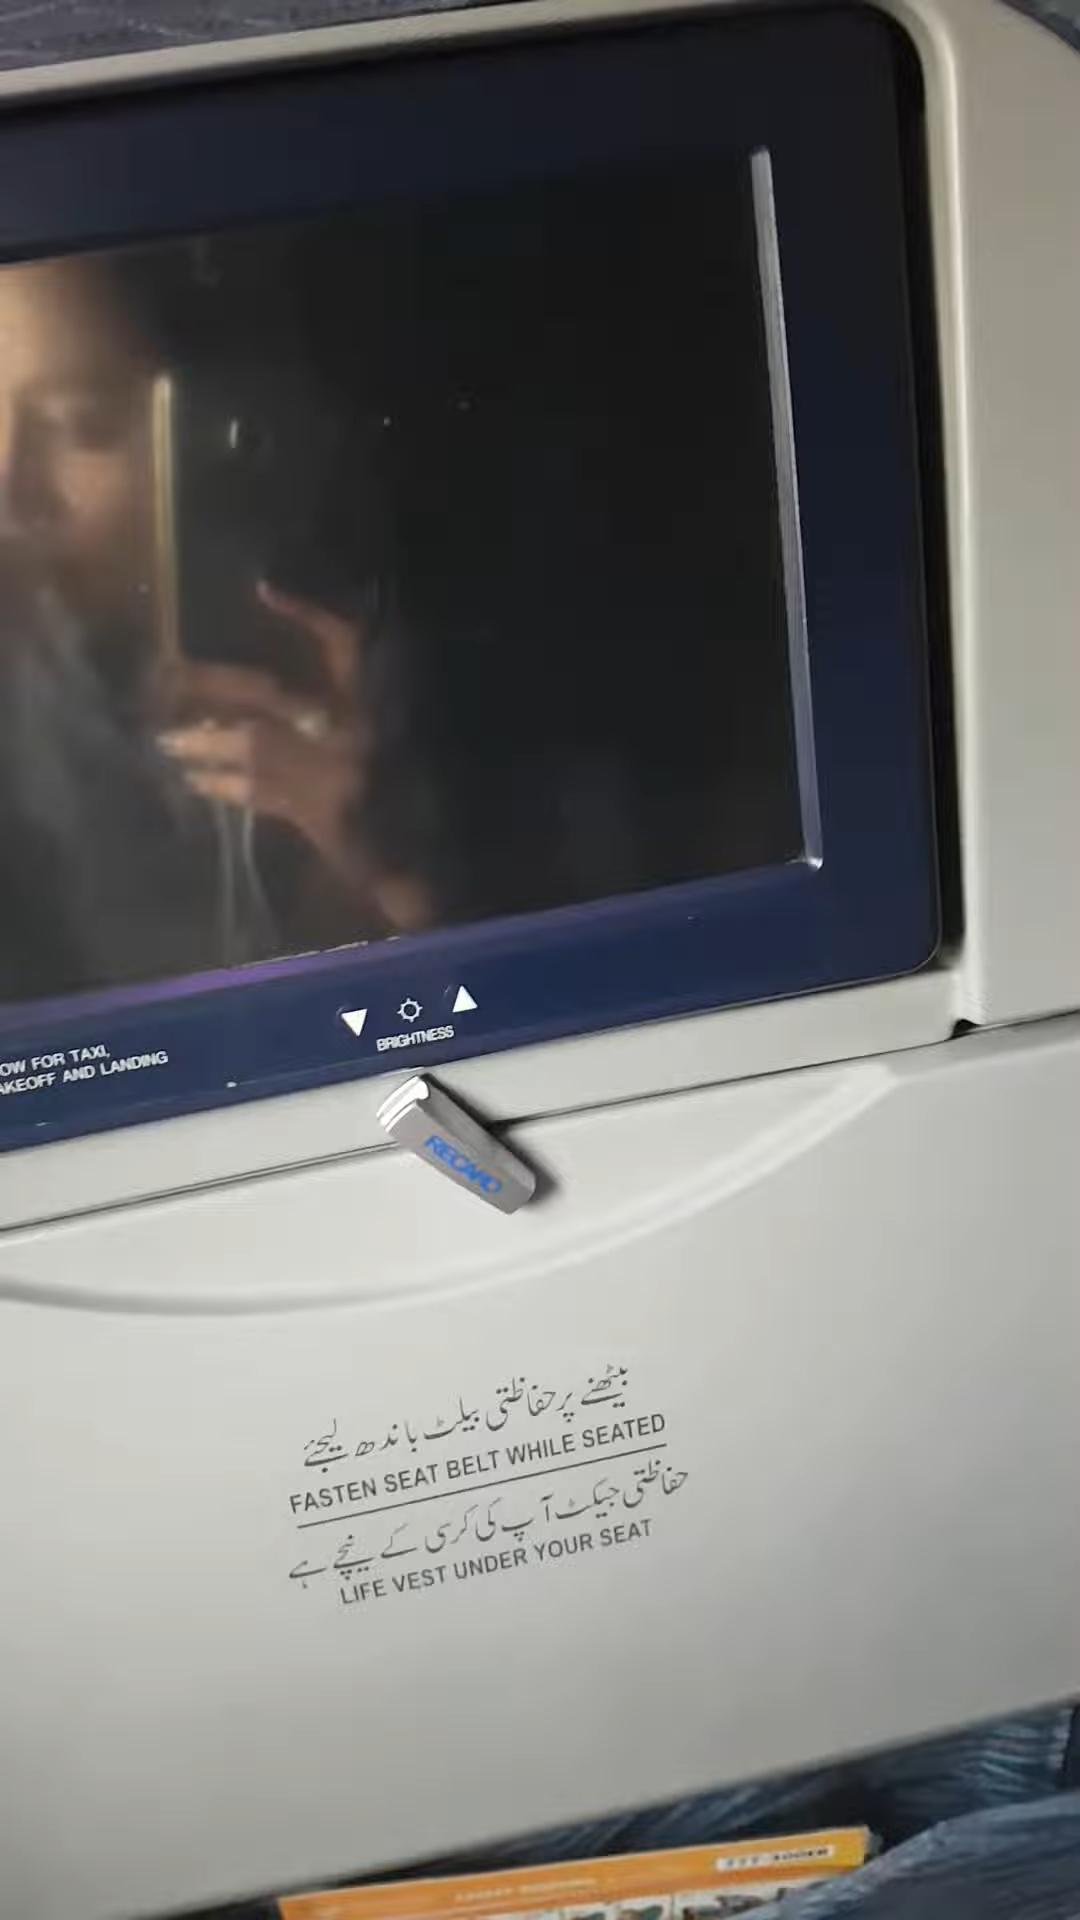 BRIGHTNESS
OW FOR TAXI,
AKEOFF AND LANDING
RECARO
بیٹھنے پر حفاظتی بیلٹ باندھ لیجئے
FASTEN SEAT BELT WHILE SEATED
حفاظتی جیکٹ آپ کی کرسی کے نیچے ہے
LIFE VEST UNDER YOUR SEAT